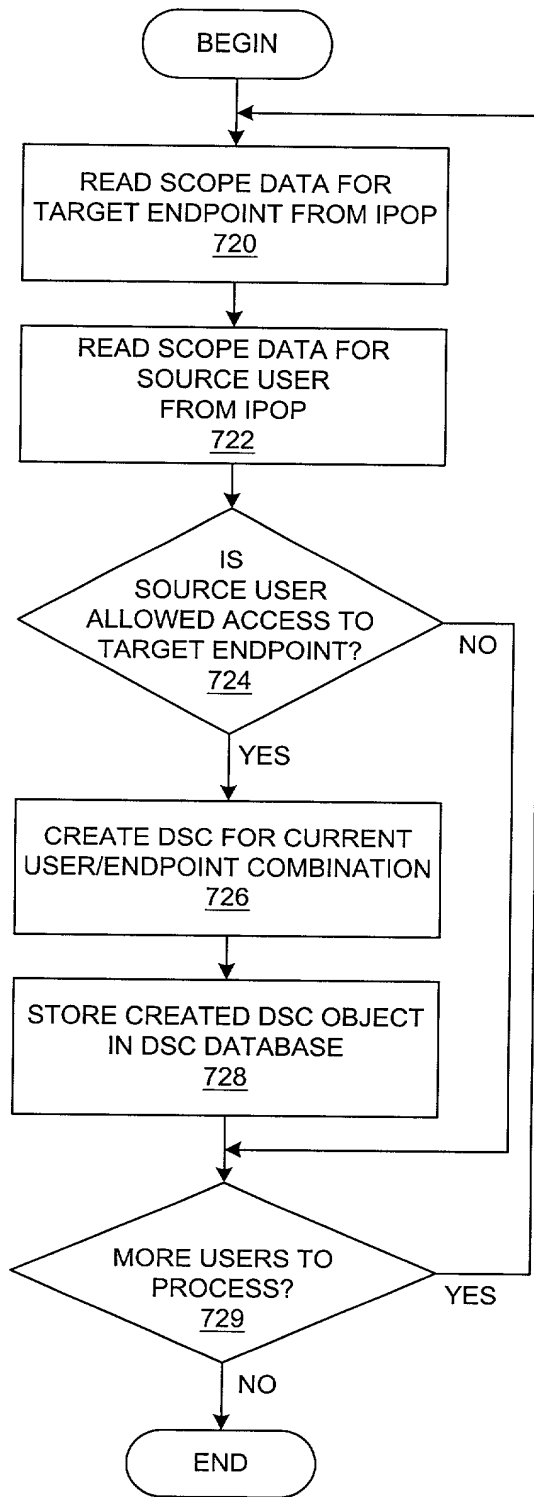 BEGIN
READ SCOPE DATA FOR
TARGET ENDPOINT FROM IPOP
720
READ SCOPE DATA FOR
SOURCE USER
FROM IPOP
722
IS
SOURCE USER
ALLOWED ACCESS TO
TARGET ENDPOINT?
724
NO
YES
CREATE DSC FOR CURRENT
USER/ENDPOINT COMBINATION
726
STORE CREATED DSC OBJECT
IN DSC DATABASE
728
MORE USERS TO
PROCESS?
729
YES
NO
END